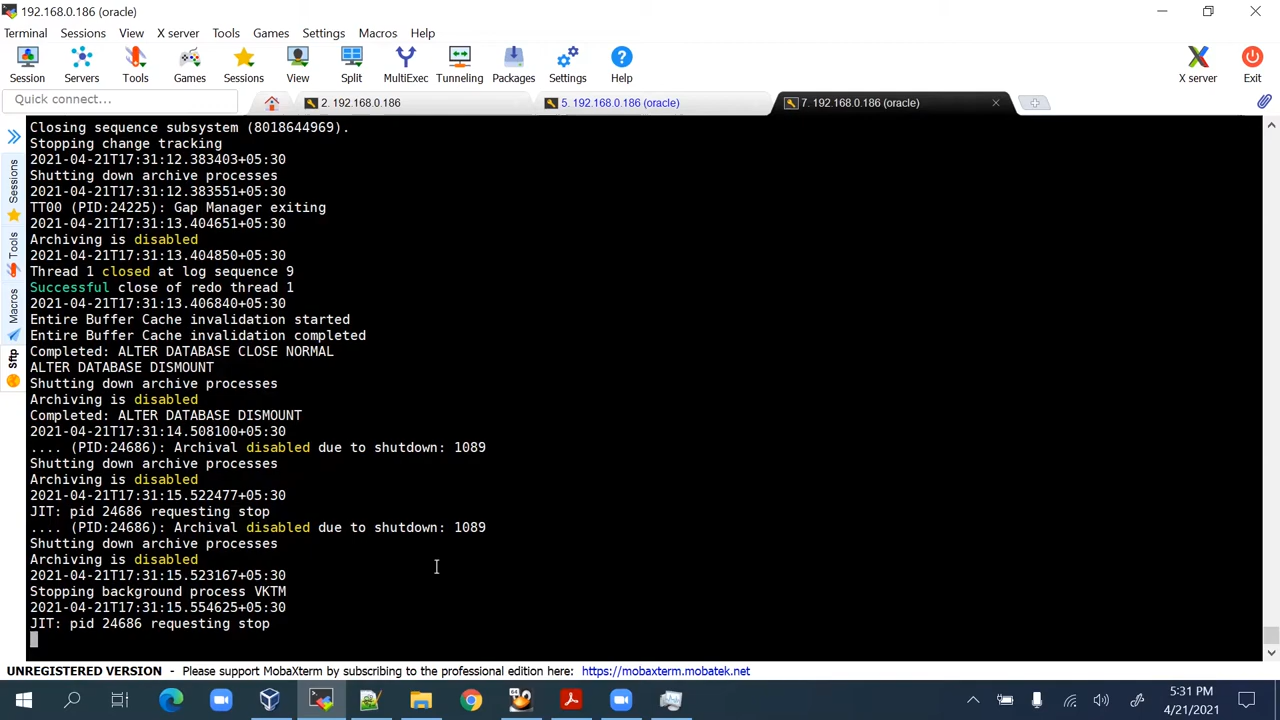 192.168.0.186 (oracle)
Terminal Sessions View X server Tools Games Settings Macros Help
Session Servers Tools Games Sessions View Split MultiExec Tunneling Packages Settings Help X server Exit
Quick connect...
2. 192.168.0.186
5. 192.168.0.186 (oracle)
7. 192.168.0.186 (oracle)
Sessions
Tools
Macros
Sftp
Closing sequence subsystem (8018644969).
Stopping change tracking
2021-04-21T17:31:12.383403+05:30
Shutting down archive processes
2021-04-21T17:31:12.383551+05:30
TT00 (PID:24225): Gap Manager exiting
2021-04-21T17:31:13.404651+05:30
Archiving is disabled
2021-04-21T17:31:13.404850+05:30
Thread 1 closed at log sequence 9
Successful close of redo thread 1
2021-04-21T17:31:13.406840+05:30
Entire Buffer Cache invalidation started
Entire Buffer Cache invalidation completed
Completed: ALTER DATABASE CLOSE NORMAL
ALTER DATABASE DISMOUNT
Shutting down archive processes
Archiving is disabled
Completed: ALTER DATABASE DISMOUNT
2021-04-21T17:31:14.508100+05:30
.... (PID:24686): Archival disabled due to shutdown: 1089
Shutting down archive processes
Archiving is disabled
2021-04-21T17:31:15.522477+05:30
JIT: pid 24686 requesting stop
.... (PID:24686): Archival disabled due to shutdown: 1089
Shutting down archive processes
Archiving is disabled
2021-04-21T17:31:15.523167+05:30
Stopping background process VKTM
2021-04-21T17:31:15.554625+05:30
JIT: pid 24686 requesting stop
UNREGISTERED VERSION - Please support MobaXterm by subscribing to the professional edition here: https://mobaxterm.mobatek.net
5:31 PM
4/21/2021